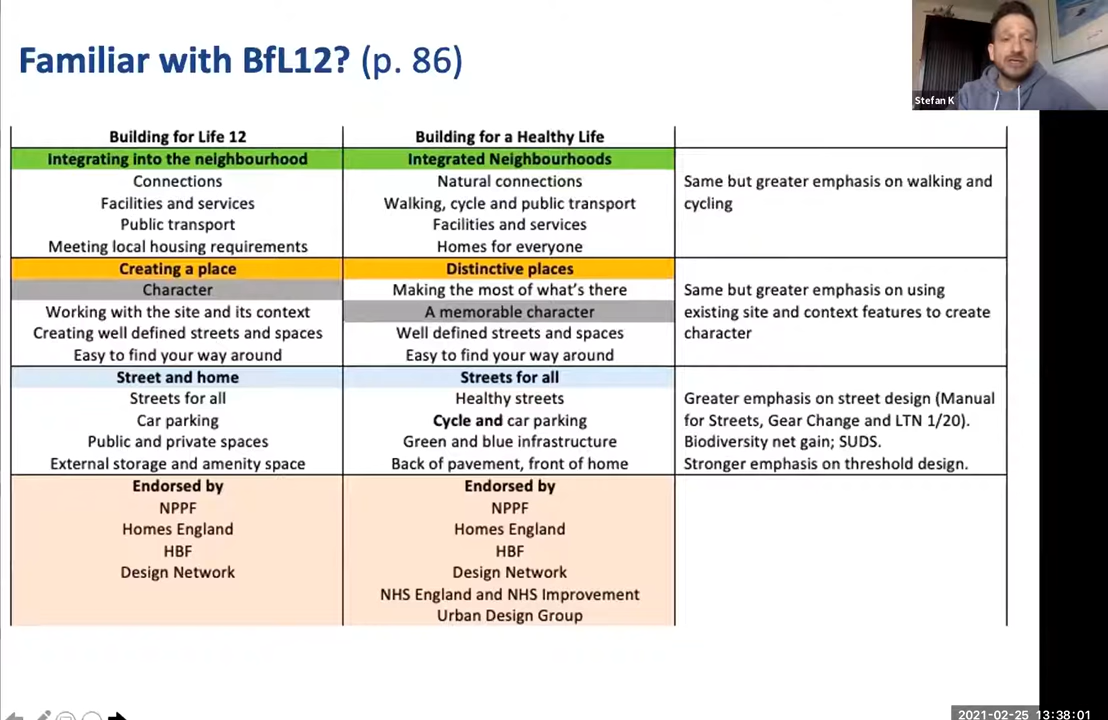 Familiar with BfL12? (p. 86)
Stefan K
Building for Life 12
Building for a Healthy Life
Integrating into the neighbourhood
Integrated Neighbourhoods
Connections
Natural connections
Same but greater emphasis on walking and
cycling
Facilities and services
Walking, cycle and public transport
Public transport
Facilities and services
Meeting local housing requirements
Homes for everyone
Creating a place
Distinctive places
Character
Making the most of what's there
Same but greater emphasis on using
existing site and context features to create
character
Working with the site and its context
A memorable character
Creating well defined streets and spaces
Well defined streets and spaces
Easy to find your way around
Easy to find your way around
Street and home
Streets for all
Streets for all
Healthy streets
Greater emphasis on street design (Manual
for Streets, Gear Change and LTN 1/20).
Biodiversity net gain; SUDS.
Stronger emphasis on threshold design.
Car parking
Cycle and car parking
Public and private spaces
Green and blue infrastructure
External storage and amenity space
Back of pavement, front of home
Endorsed by
Endorsed by
NPPF
NPPF
Homes England
Homes England
HBF
HBF
Design Network
Design Network
NHS England and NHS Improvement
Urban Design Group
2021-02-25 13:38:01